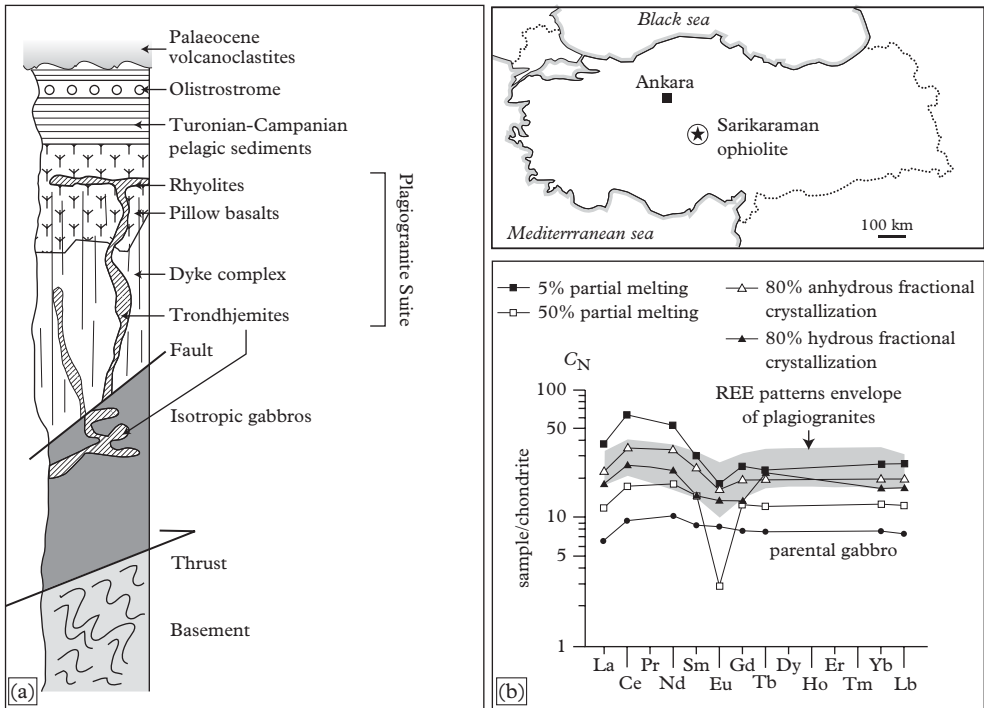 Palaeocene
volcanoclastites
Olistrostrome
Turonian-Campanian
pelagic sediments
Rhyolites
Pillow basalts
Dyke complex
Trondhjemites
Plagiogranite Suite
Fault
Isotropic gabbros
Thrust
Basement
(a)
Black sea
Ankara
Sarikaraman
ophiolite
Mediterrranean sea
100 km
5% partial melting
50% partial melting
80% anhydrous fractional
crystallization
80% hydrous fractional
crystallization
C_N
REE patterns envelope
of plagiogranites
100
50
10
5
1
sample/chondrite
parental gabbro
La Pr Sm Gd Dy Er Yb
Ce Nd Eu Tb Ho Tm Lb
(b)